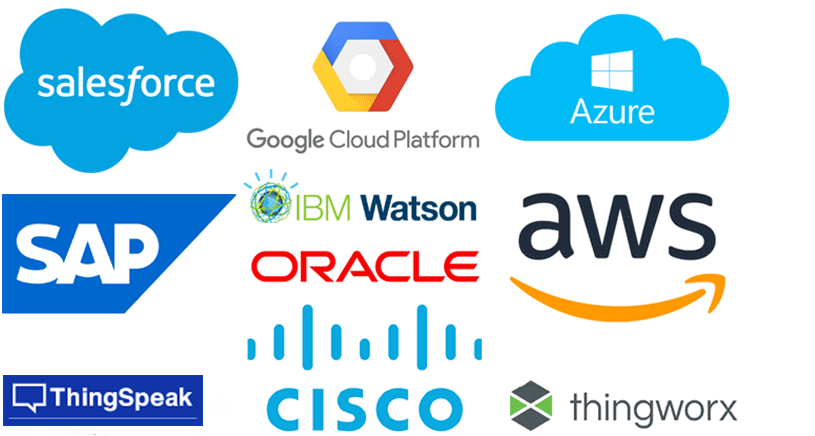 salesforce
Google Cloud Platform
Azure
SAP
IBM Watson
ORACLE
aws
ThingSpeak
CISCO
thingworx